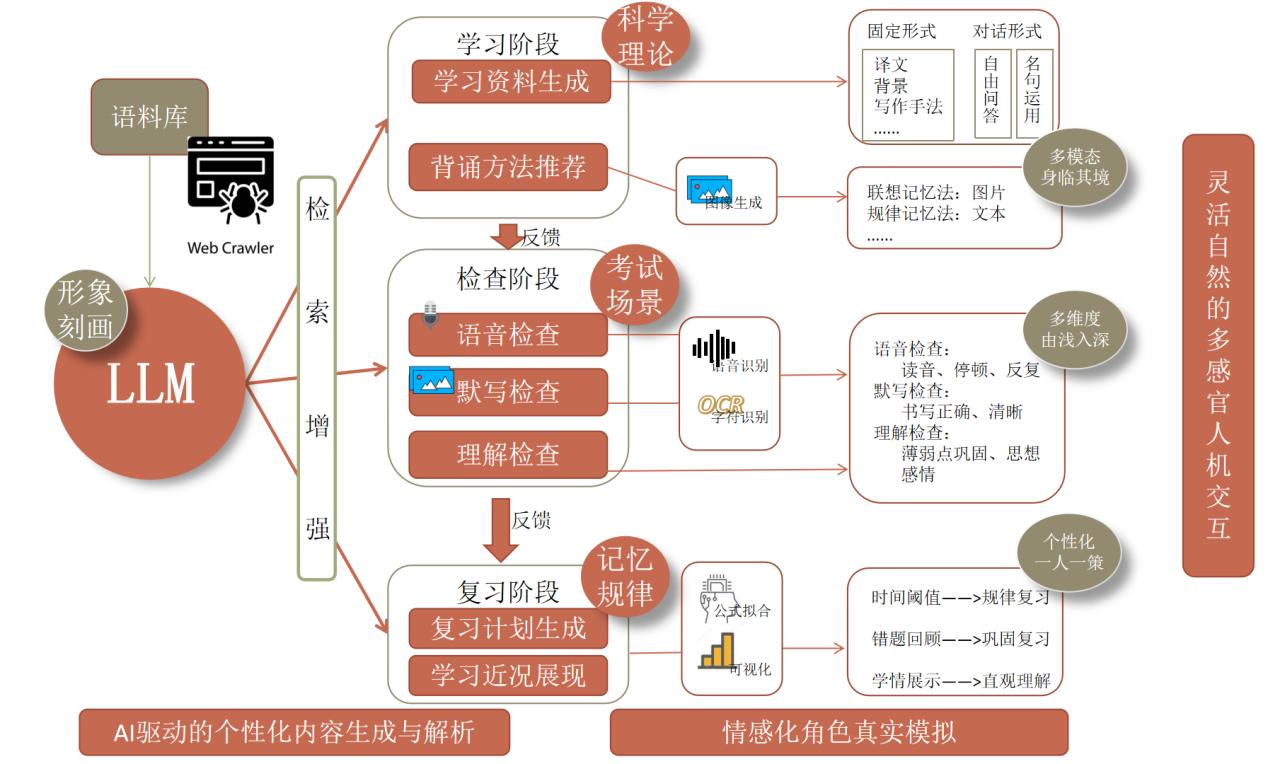 语料库
Web Crawler
形象
刻画
LLM
检
索
增
强
学习阶段
科学
理论
学习资料生成
背诵方法推荐
图像生成
固定形式
译文
背景
写作手法
......
对话形式
自由问答
名句运用
多模态
身临其境
联想记忆法：图片
规律记忆法：文本
......
反馈
检查阶段
考试
场景
语音检查
默写检查
理解检查
语音识别
OCR
字符识别
多维度
由浅入深
语音检查：
读音、停顿、反复
默写检查：
书写正确、清晰
理解检查：
薄弱点巩固、思想
感情
反馈
复习阶段
记忆
规律
复习计划生成
学习近况展现
公式拟合
可视化
个性化
一人一策
时间阈值——>规律复习
错题回顾——>巩固复习
学情展示——>直观理解
灵活自然的多感官人机交互
AI驱动的个性化内容生成与解析
情感化角色真实模拟